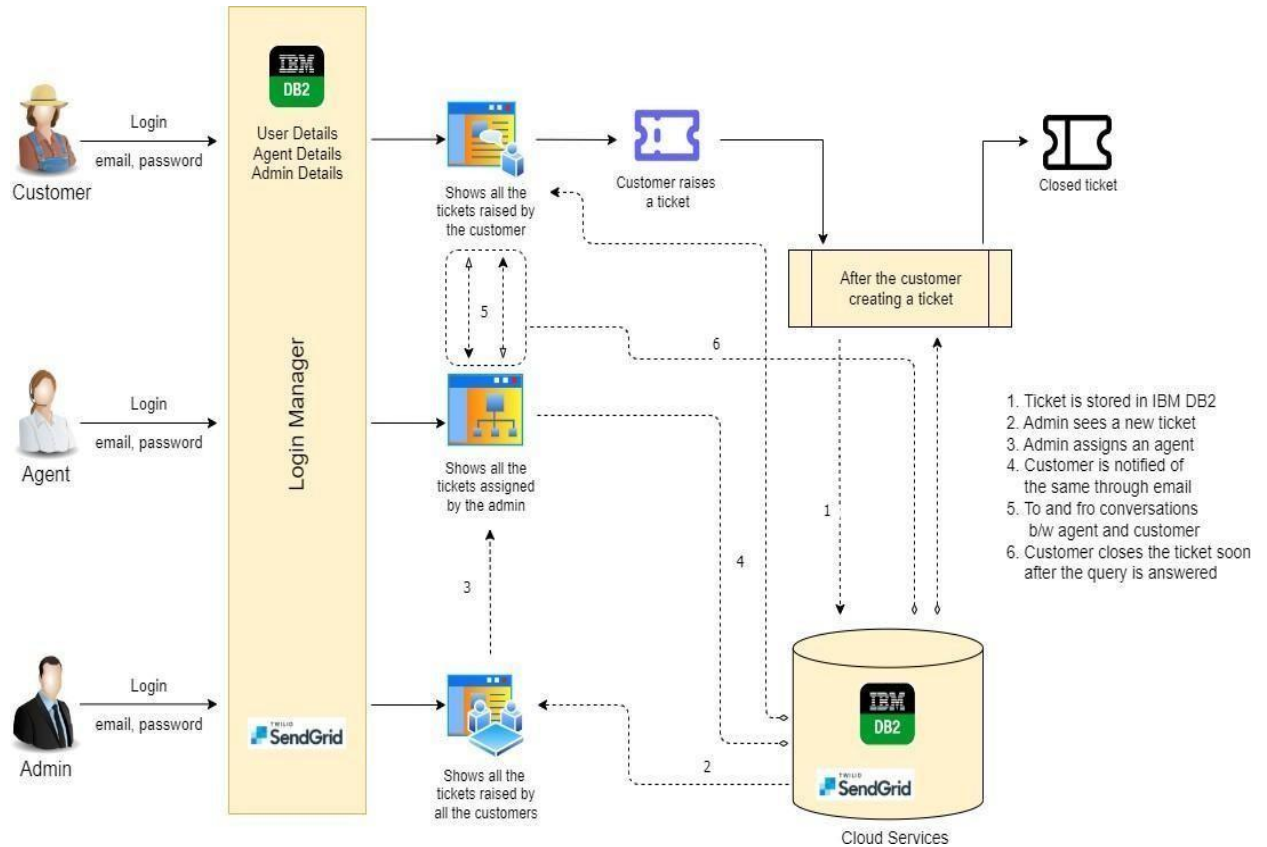 IBM
DB2
User Details
Agent Details
Admin Details
Login Manager
TWILIO
SendGrid
Login
email, password
Customer
Shows all the
tickets raised by
the customer
Customer raises
a ticket
Closed ticket
After the customer
creating a ticket
5
6
Login
email, password
Agent
Shows all the
tickets assigned
by the admin
1
4
3
1. Ticket is stored in IBM DB2
2. Admin sees a new ticket
3. Admin assigns an agent
4. Customer is notified of
the same through email
5. To and fro conversations
b/w agent and customer
6. Customer closes the ticket soon
after the query is answered
Login
email, password
Admin
Shows all the
tickets raised by
all the customers
2
IBM
DB2
TWILIO
SendGrid
Cloud Services